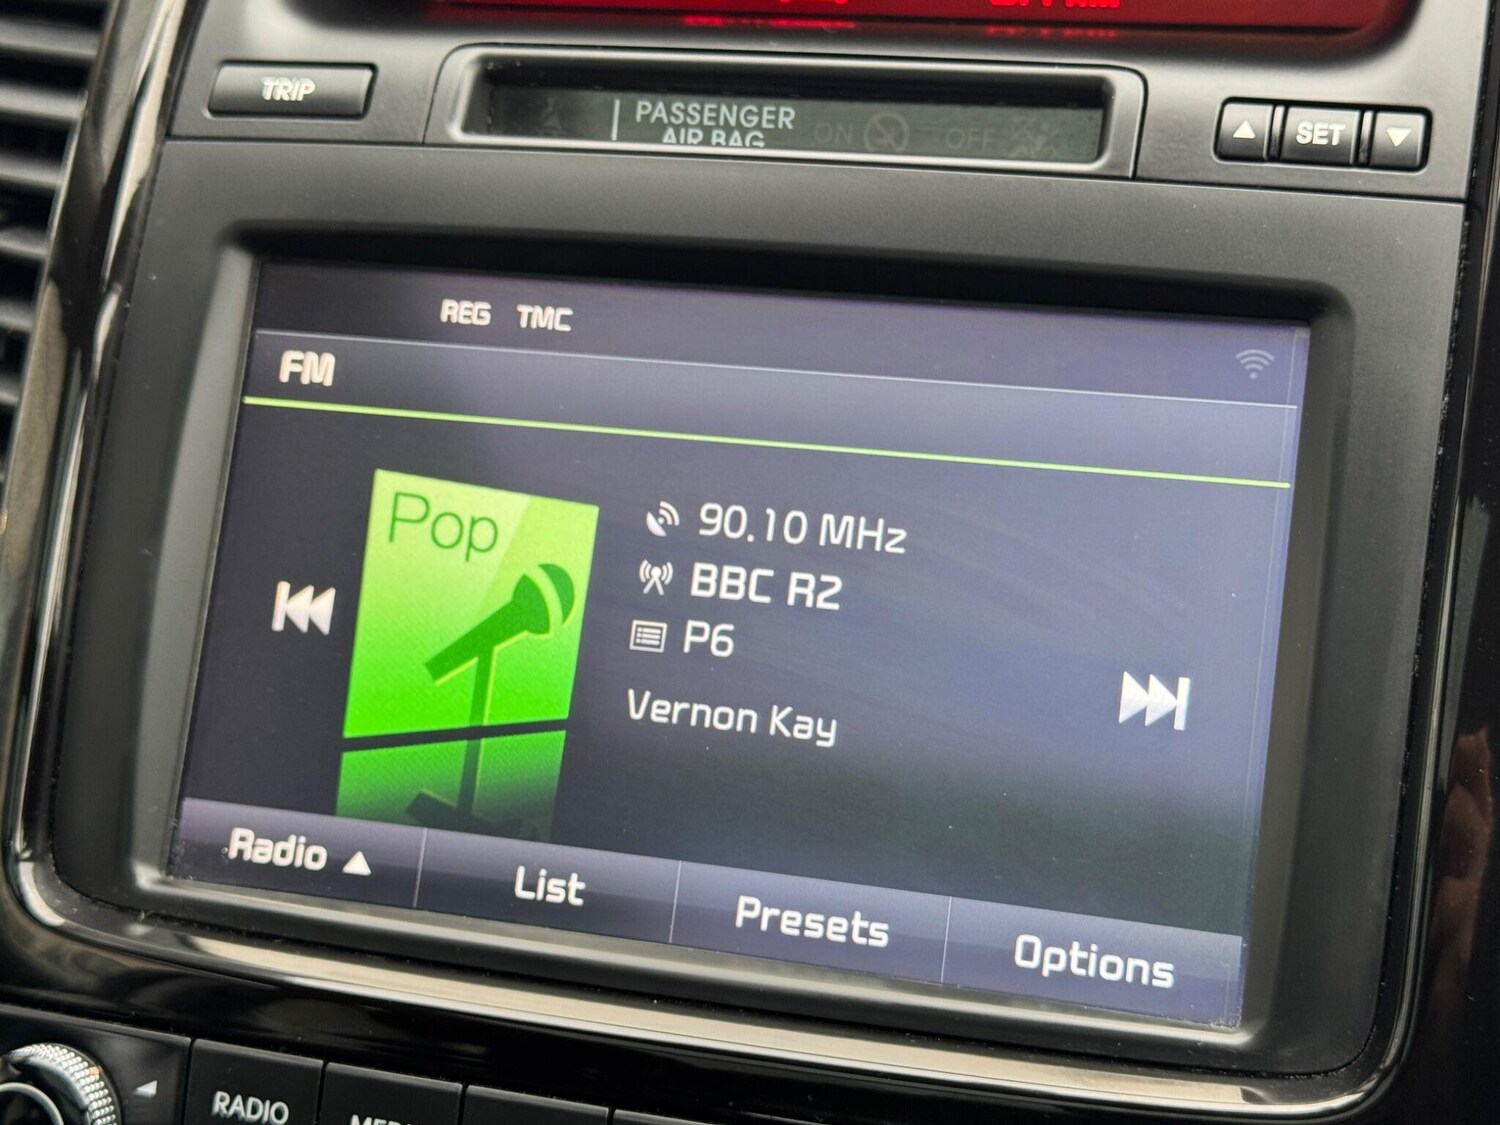 TRIP
PASSENGER
AIR BAG
ON
OFF
SET
REG TMC
FM
Pop
90.10 MHz
BBC R2
P6
Vernon Kay
Radio
List
Presets
Options
RADIO